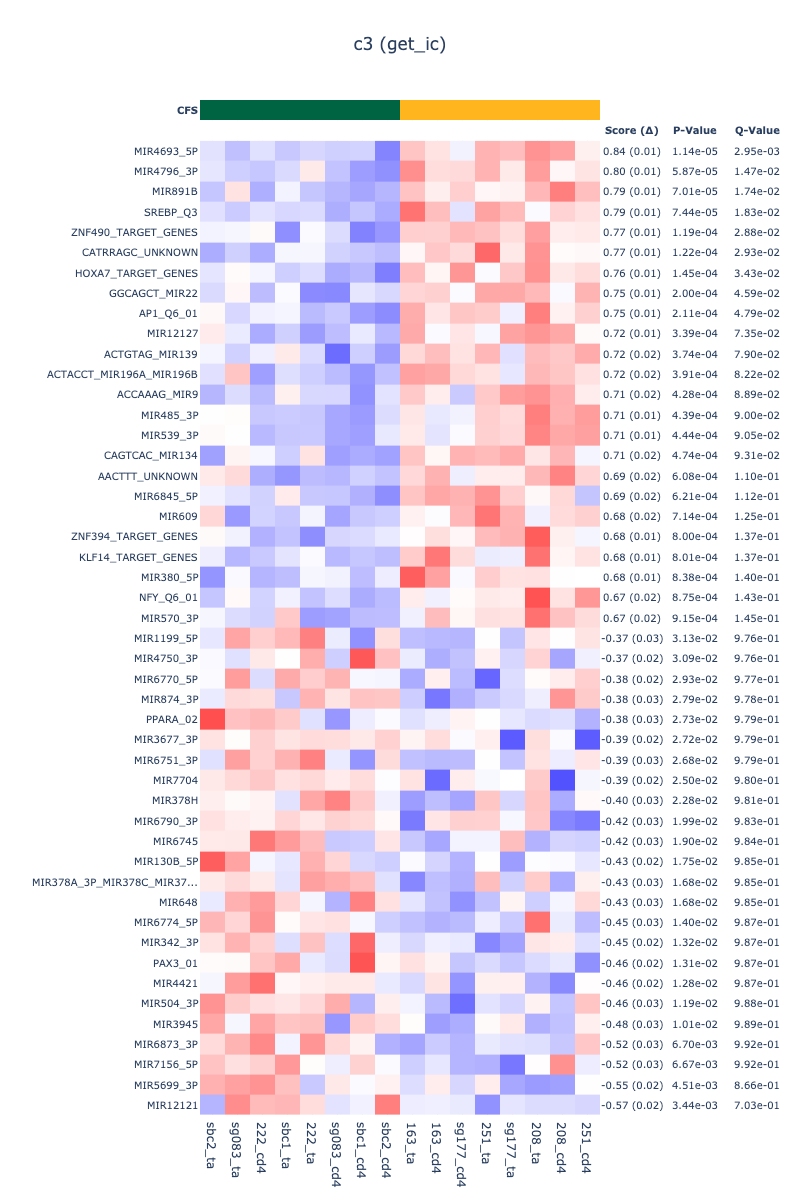 c3 (get_ic)
CFS
Score (Δ) P-Value Q-Value
MIR4693_5P 0.84 (0.01) 1.14e-05 2.95e-03
MIR4796_3P 0.80 (0.01) 5.87e-05 1.47e-02
MIR891B 0.79 (0.01) 7.01e-05 1.74e-02
SREBP_Q3 0.79 (0.01) 7.44e-05 1.83e-02
ZNF490_TARGET_GENES 0.77 (0.01) 1.19e-04 2.88e-02
CATRRAGC_UNKNOWN 0.77 (0.01) 1.22e-04 2.93e-02
HOXA7_TARGET_GENES 0.76 (0.01) 1.45e-04 3.43e-02
GGCAGCT_MIR22 0.75 (0.01) 2.00e-04 4.59e-02
AP1_Q6_01 0.75 (0.01) 2.11e-04 4.79e-02
MIR12127 0.72 (0.01) 3.39e-04 7.35e-02
ACTGTAG_MIR139 0.72 (0.02) 3.74e-04 7.90e-02
ACTACCT_MIR196A_MIR196B 0.72 (0.02) 3.91e-04 8.22e-02
ACCAAAG_MIR9 0.71 (0.02) 4.28e-04 8.89e-02
MIR485_3P 0.71 (0.01) 4.39e-04 9.00e-02
MIR539_3P 0.71 (0.01) 4.44e-04 9.05e-02
CAGTCAC_MIR134 0.71 (0.02) 4.74e-04 9.31e-02
AACTTT_UNKNOWN 0.69 (0.02) 6.08e-04 1.10e-01
MIR6845_5P 0.69 (0.02) 6.21e-04 1.12e-01
MIR609 0.68 (0.02) 7.14e-04 1.25e-01
ZNF394_TARGET_GENES 0.68 (0.01) 8.00e-04 1.37e-01
KLF14_TARGET_GENES 0.68 (0.01) 8.01e-04 1.37e-01
MIR380_5P 0.68 (0.01) 8.38e-04 1.40e-01
NFY_Q6_01 0.67 (0.02) 8.75e-04 1.43e-01
MIR570_3P 0.67 (0.02) 9.15e-04 1.45e-01
MIR1199_5P -0.37 (0.03) 3.13e-02 9.76e-01
MIR4750_3P -0.37 (0.02) 3.09e-02 9.76e-01
MIR6770_5P -0.38 (0.02) 2.93e-02 9.77e-01
MIR874_3P -0.38 (0.03) 2.79e-02 9.78e-01
PPARA_02 -0.38 (0.03) 2.73e-02 9.79e-01
MIR3677_3P -0.39 (0.02) 2.72e-02 9.79e-01
MIR6751_3P -0.39 (0.03) 2.68e-02 9.79e-01
MIR7704 -0.39 (0.02) 2.50e-02 9.80e-01
MIR378H -0.40 (0.03) 2.28e-02 9.81e-01
MIR6790_3P -0.42 (0.03) 1.99e-02 9.83e-01
MIR6745 -0.42 (0.03) 1.90e-02 9.84e-01
MIR130B_5P -0.43 (0.02) 1.75e-02 9.85e-01
MIR378A_3P_MIR378C_MIR37... -0.43 (0.03) 1.68e-02 9.85e-01
MIR648 -0.43 (0.03) 1.68e-02 9.85e-01
MIR6774_5P -0.45 (0.03) 1.40e-02 9.87e-01
MIR342_3P -0.45 (0.02) 1.32e-02 9.87e-01
PAX3_01 -0.46 (0.02) 1.31e-02 9.87e-01
MIR4421 -0.46 (0.02) 1.28e-02 9.87e-01
MIR504_3P -0.46 (0.03) 1.19e-02 9.88e-01
MIR3945 -0.48 (0.03) 1.01e-02 9.89e-01
MIR6873_3P -0.52 (0.03) 6.70e-03 9.92e-01
MIR7156_5P -0.52 (0.03) 6.67e-03 9.92e-01
MIR5699_3P -0.55 (0.02) 4.51e-03 8.66e-01
MIR12121 -0.57 (0.02) 3.44e-03 7.03e-01
sbc2_ta
sg083_ta
222_cd4
sbc1_ta
222_ta
sg083_cd4
sbc1_cd4
sbc2_cd4
163_ta
163_cd4
sg177_cd4
251_ta
sg177_ta
208_ta
208_cd4
251_cd4